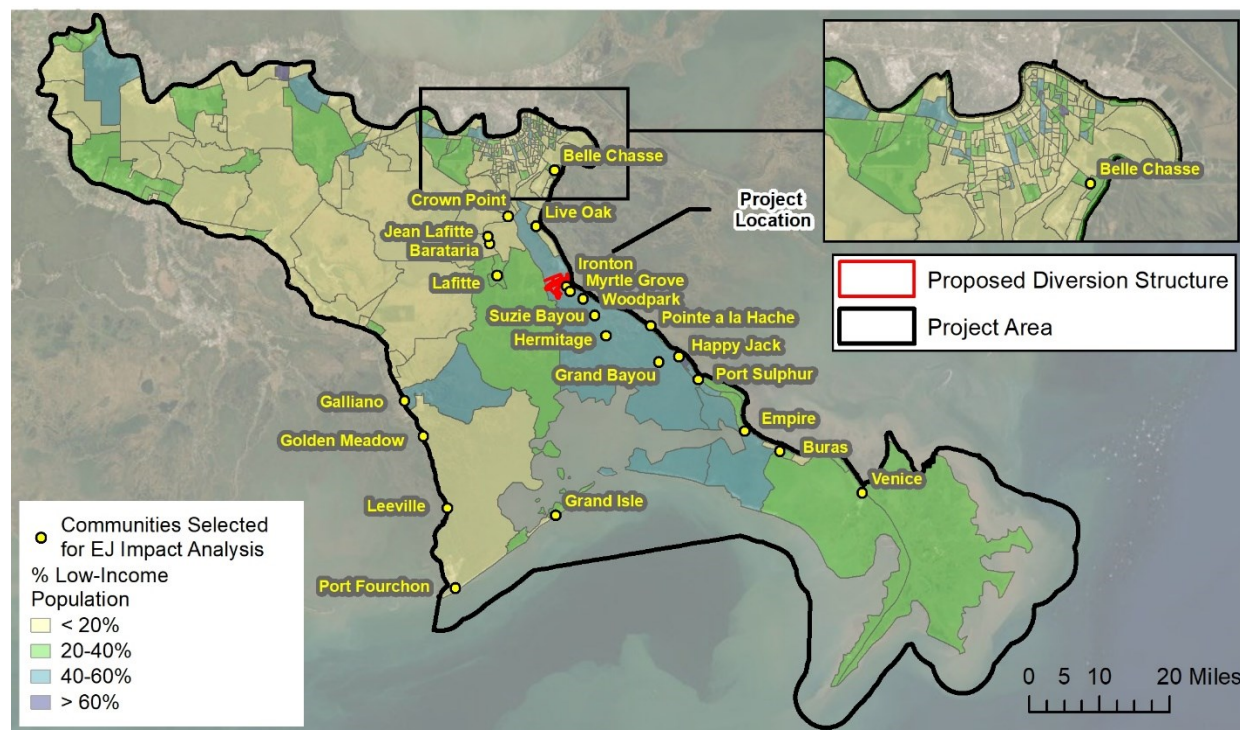 Belle Chasse
Belle Chasse
Crown Point
Live Oak
Project
Location
Jean Lafitte
Barataria
Lafitte
Ironton
Myrtle Grove
Woodpark
Suzie Bayou
Pointe a la Hache
Hermitage
Happy Jack
Grand Bayou
Port Sulphur
Galliano
Golden Meadow
Empire
Buras
Venice
Leeville
Grand Isle
Port Fourchon
Proposed Diversion Structure
Project Area
Communities Selected
for EJ Impact Analysis
% Low-Income
Population
< 20%
20-40%
40-60%
> 60%
0 5 10 20 Miles